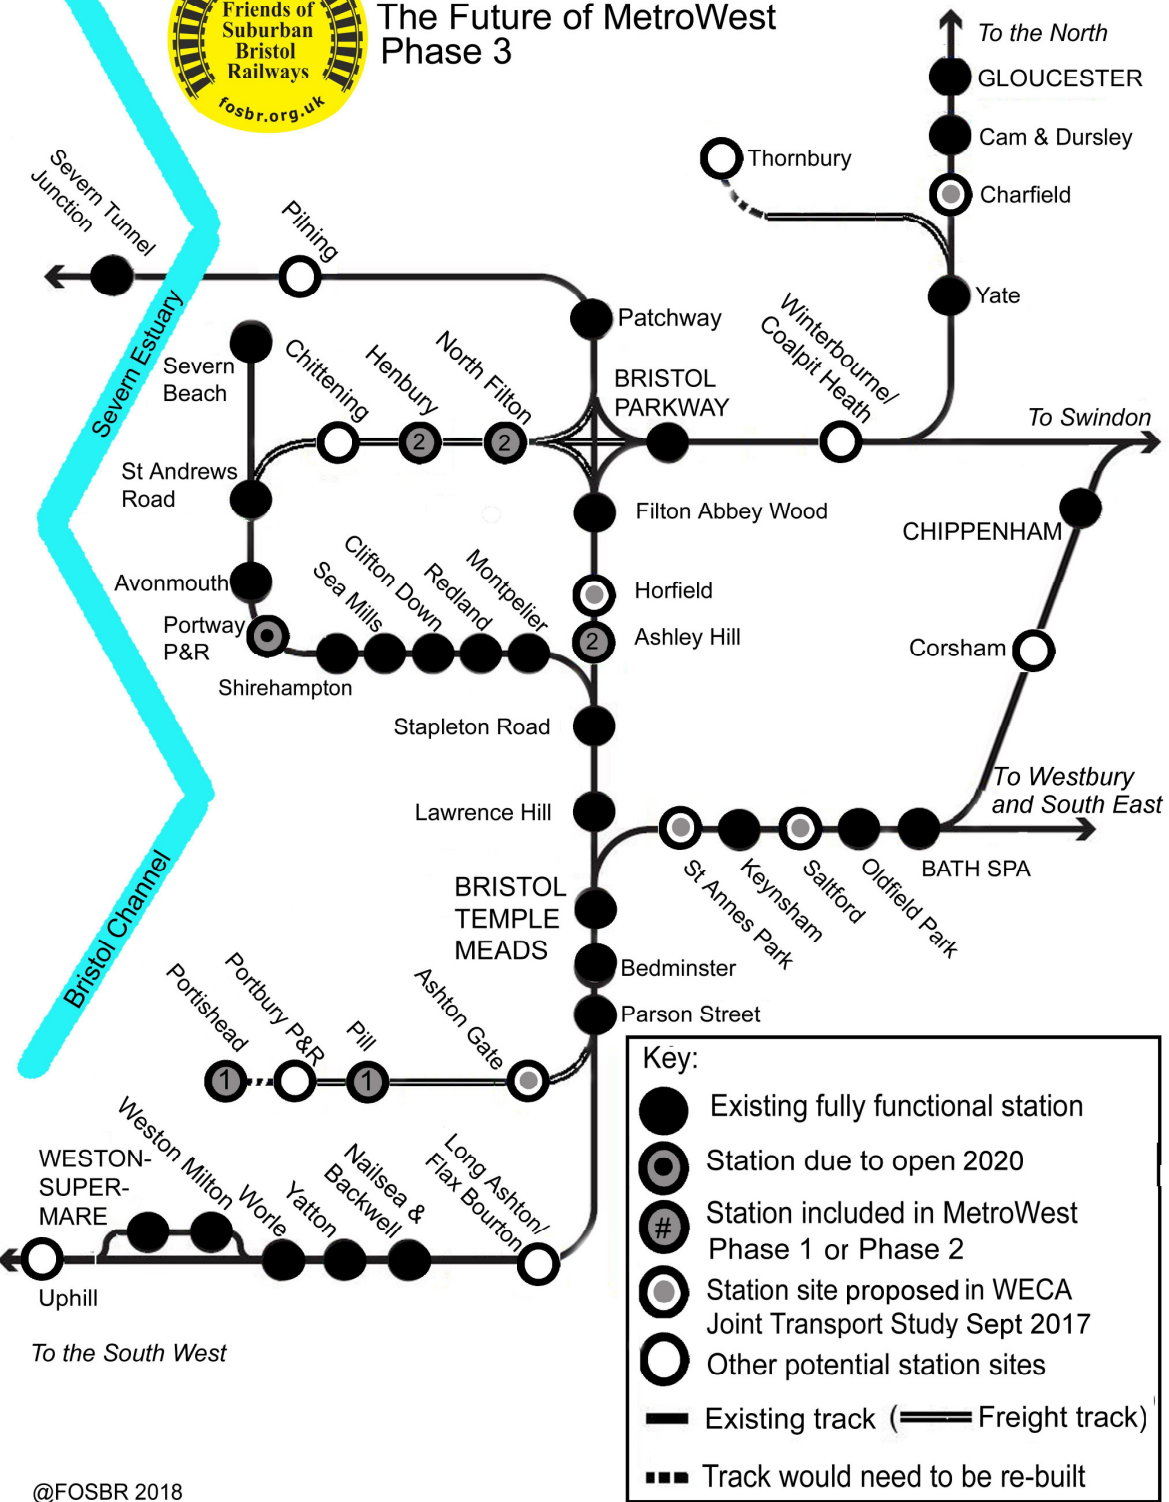 Friends of
Suburban
Bristol
Railways
fosbr.org.uk
The Future of MetroWest
Phase 3
To the North
GLOUCESTER
Cam & Dursley
Charfield
Thornbury
Yate
Severn Tunnel
Junction
Pilning
Patchway
Severn Estuary
Severn
Beach
Chittening
Henbury
North Filton
2
2
BRISTOL
PARKWAY
Winterbourne/
Coalpit Heath
To Swindon
St Andrews
Road
Filton Abbey Wood
CHIPPENHAM
Avonmouth
Portway
P&R
Shirehampton
Sea Mills
Clifton Down
Redland
Montpelier
Horfield
Ashley Hill
2
Corsham
Stapleton Road
Lawrence Hill
To Westbury
and South East
St Annes Park
Keynsham
Saltford
Oldfield Park
BATH SPA
BRISTOL
TEMPLE
MEADS
Bedminster
Parson Street
Bristol Channel
Portishead
Portbury P&R
Pill
Ashton Gate
1
1
WESTON-
SUPER-
MARE
Weston Milton
Worle
Yatton
Nailsea &
Backwell
Long Ashton/
Flax Bourton
Uphill
To the South West
Key:
Existing fully functional station
Station due to open 2020
#
Station included in MetroWest
Phase 1 or Phase 2
Station site proposed in WECA
Joint Transport Study Sept 2017
Other potential station sites
Existing track ( Freight track)
Track would need to be re-built
@FOSBR 2018